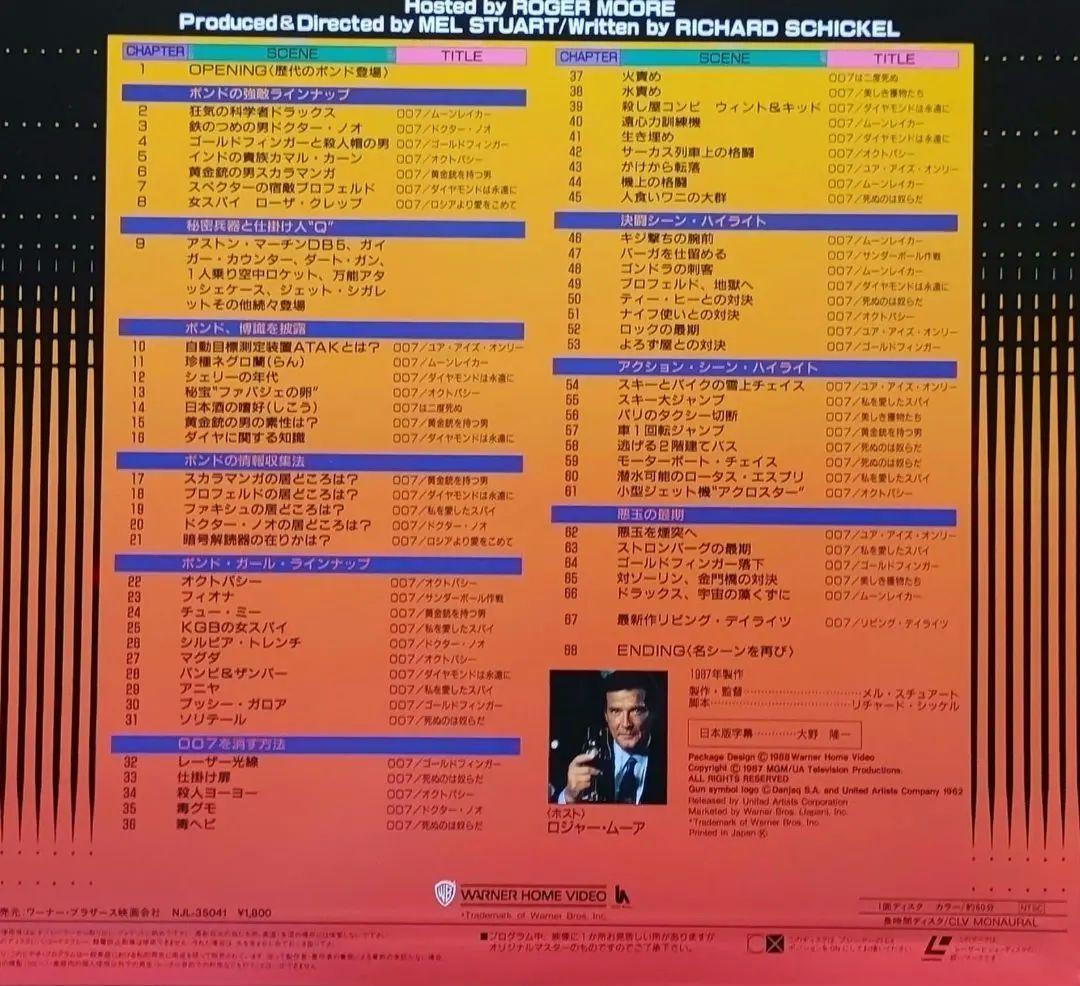 Hosted by ROGER MOORE
Produced & Directed by MEL STUART/Written by RICHARD SCHICKEL
CHAPTER SCENE TITLE
1 OPENING〈歴代のボンド登場〉
ボンドの強敵ラインナップ
2 狂気の科学者ドラックス 007/ムーンレイカー
3 鉄のつめの男ドクター・ノオ 007/ドクター・ノオ
4 ゴールドフィンガーと殺人帽の男 007/ゴールドフィンガー
5 インドの貴族カマル・カーン 007/オクトパシー
6 黄金銃の男スカラマンガ 007/黄金銃を持つ男
7 スペクターの宿敵ブロフェルド 007/ダイヤモンドは永遠に
8 女スパイ ローザ・クレップ 007/ロシアより愛をこめて
秘密兵器と仕掛け人"Q"
9 アストン・マーチンDB5、ガイ
ガー・カウンター、ダート・ガン、
1人乗り空中ロケット、万能アタ
ッシェケース、ジェット・シガレ
ットその他続々登場
ボンド、博識を披露
10 自動目標測定装置ATAKとは? 007/ユア・アイズ・オンリー
11 珍種ネグロ蘭(らん) 007/ムーンレイカー
12 シェリーの年代 007/ダイヤモンドは永遠に
13 秘宝"ファバジェの卵" 007/オクトパシー
14 日本酒の嗜好(しこう) 007は二度死ぬ
15 黄金銃の男の素性は? 007/黄金銃を持つ男
16 ダイヤに関する知識 007/ダイヤモンドは永遠に
ボンドの情報収集法
17 スカラマンガの居どころは? 007/黄金銃を持つ男
18 ブロフェルドの居どころは? 007/ダイヤモンドは永遠に
19 ファキシュの居どころは? 007/私を愛したスパイ
20 ドクター・ノオの居どころは? 007/ドクター・ノオ
21 暗号解読器の在りかは? 007/ロシアより愛をこめて
ボンド・ガール・ラインナップ
22 オクトパシー 007/オクトパシー
23 フィオナ 007/サンダーボール作戦
24 チュー・ミー 007/黄金銃を持つ男
25 KGBの女スパイ 007/私を愛したスパイ
26 シルビア・トレンチ 007/ドクター・ノオ
27 マグダ 007/オクトパシー
28 バンビ&ザンバー 007/ダイヤモンドは永遠に
29 アニヤ 007/私を愛したスパイ
30 プッシー・ガロア 007/ゴールドフィンガー
31 ソリテール 007/死ぬのは奴らだ
007を消す方法
32 レーザー光線 007/ゴールドフィンガー
33 仕掛け扉 007/死ぬのは奴らだ
34 殺人ヨーヨー 007/オクトパシー
35 毒グモ 007/ドクター・ノオ
36 毒ヘビ 007/死ぬのは奴らだ
CHAPTER SCENE TITLE
37 火責め 007は二度死ぬ
38 水責め 007/美しき獲物たち
39 殺し屋コンビ ウィント&キッド 007/ダイヤモンドは永遠に
40 遠心力訓練機 007/ムーンレイカー
41 生き埋め 007/ダイヤモンドは永遠に
42 サーカス列車上の格闘 007/オクトパシー
43 がけから転落 007/ユア・アイズ・オンリー
44 機上の格闘 007/ムーンレイカー
45 人食いワニの大群 007/死ぬのは奴らだ
決闘シーン・ハイライト
46 キジ撃ちの腕前 007/ムーンレイカー
47 バーガを仕留める 007/サンダーボール作戦
48 ゴンドラの刺客 007/ムーンレイカー
49 ブロフェルド、地獄へ 007/ダイヤモンドは永遠に
50 ティー・ヒーとの対決 007/死ぬのは奴らだ
51 ナイフ使いとの対決 007/オクトパシー
52 ロックの最期 007/ユア・アイズ・オンリー
53 よろず屋との対決 007/ゴールドフィンガー
アクション・シーン・ハイライト
54 スキーとバイクの雪上チェイス 007/ユア・アイズ・オンリー
55 スキー大ジャンプ 007/私を愛したスパイ
56 パリのタクシー切断 007/美しき獲物たち
57 車1回転ジャンプ 007/黄金銃を持つ男
58 逃げる2階建てバス 007/死ぬのは奴らだ
59 モーターボート・チェイス 007/死ぬのは奴らだ
60 潜水可能のロータス・エスプリ 007/私を愛したスパイ
61 小型ジェット機"アクロスター" 007/オクトパシー
悪玉の最期
62 悪玉を煙突へ 007/ユア・アイズ・オンリー
63 ストロンバーグの最期 007/私を愛したスパイ
64 ゴールドフィンガー落下 007/ゴールドフィンガー
65 対ゾーリン、金門橋の対決 007/美しき獲物たち
66 ドラックス、宇宙の藻くずに 007/ムーンレイカー
67 最新作リビング・デイライツ 007/リビング・デイライツ
68 ENDING〈名シーンを再び〉
〈ホスト〉
ロジャー・ムーア
1987年製作
製作・監督…………メル・スチュアート
脚本…………リチャード・シッケル
日本版字幕…………大野 隆一
Package Design © 1988 Warner Home Video
Copyright © 1987 MGM/UA Television Productions.
ALL RIGHTS RESERVED
Gun symbol logo © Danjaq S.A. and United Artists Company 1962
Released by United Artists Corporation
Marketed by Warner Bros. (Japan), Inc.
*Trademark of Warner Bros. Inc.
Printed in Japan Ⓚ
WARNER HOME VIDEO
*Trademark of Warner Bros. Inc.
発売元:ワーナー・ブラザース映画会社 NJL-35041 ¥1,800
■プログラム中、映像に1か所お見苦しい所がありますが
オリジナルマスターのものですのでご了承下さい。
1面ディスク カラー/約60分 NTSC
長時間ディスク/CLV MONAURAL